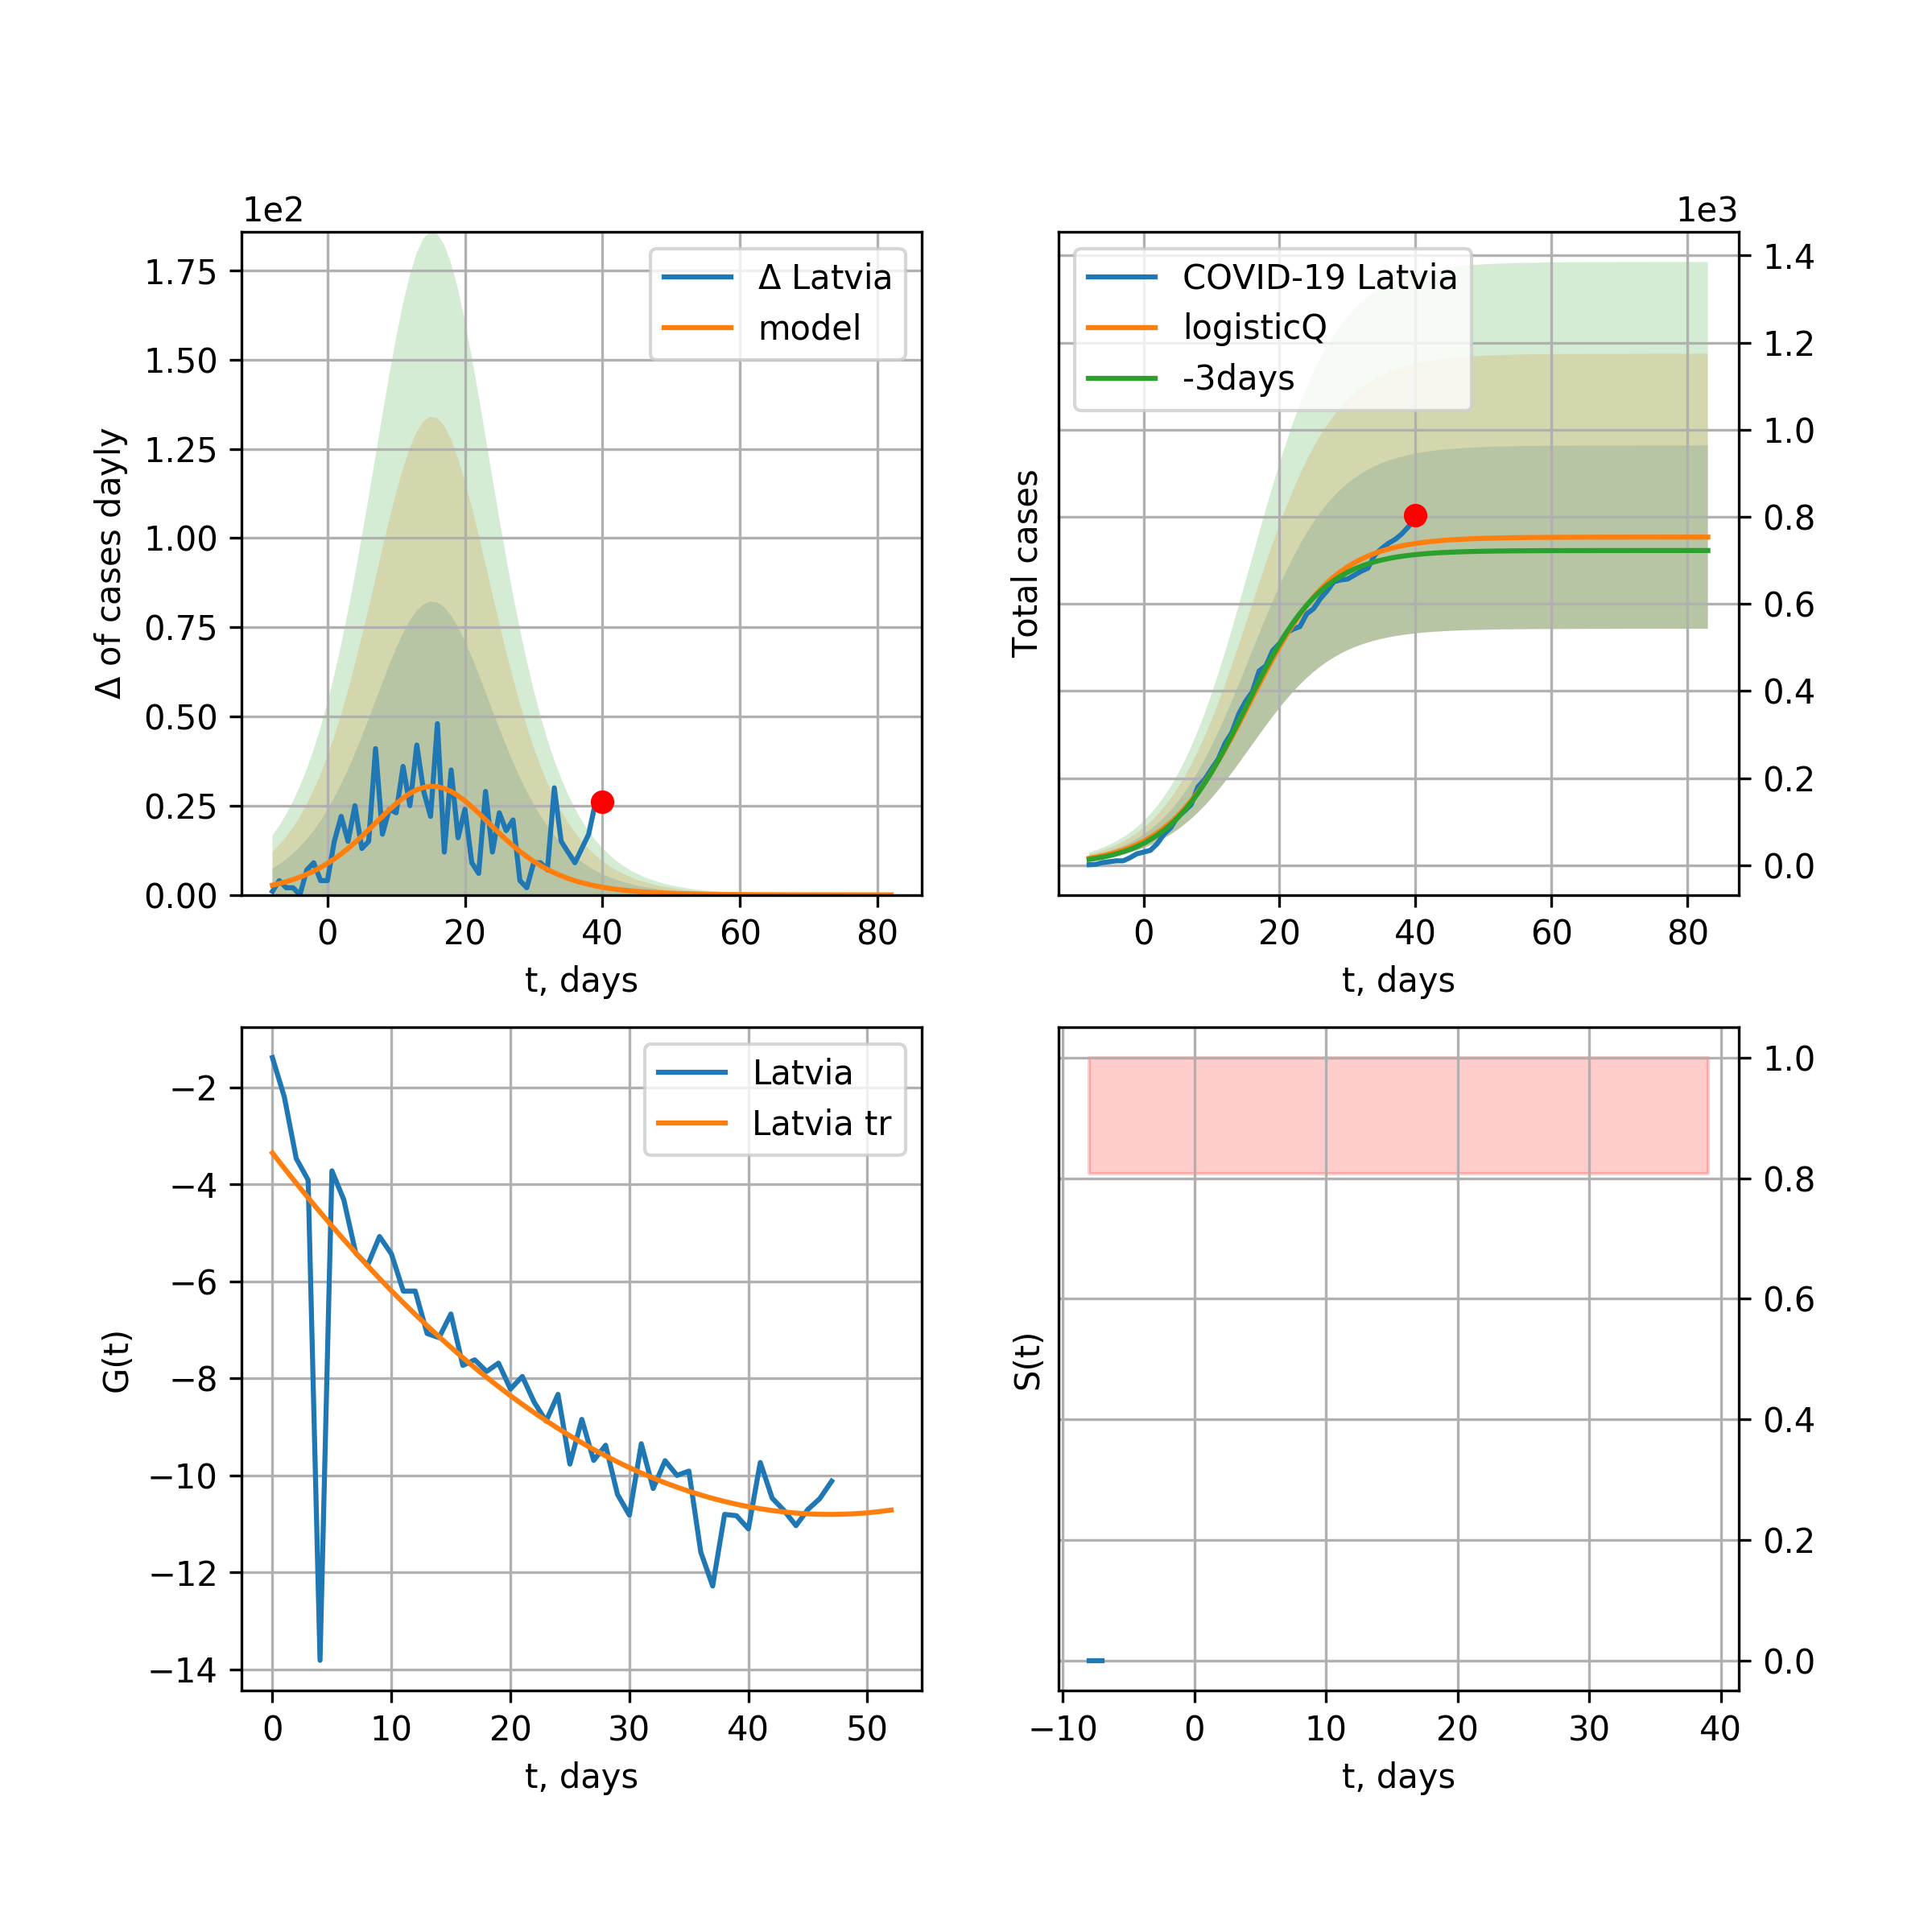 1e2
1.75
1.50
1.25
1.00
0.75
0.50
0.25
0.00
Δ of cases dayly
0 20 40 60 80
t, days
Δ Latvia
model
1e3
1.4
1.2
1.0
0.8
0.6
0.4
0.2
0.0
Total cases
0 20 40 60 80
t, days
COVID-19 Latvia
logisticQ
-3days
−2
−4
−6
−8
−10
−12
−14
G(t)
0 10 20 30 40 50
t, days
Latvia
Latvia tr
1.0
0.8
0.6
0.4
0.2
0.0
S(t)
−10 0 10 20 30 40
t, days